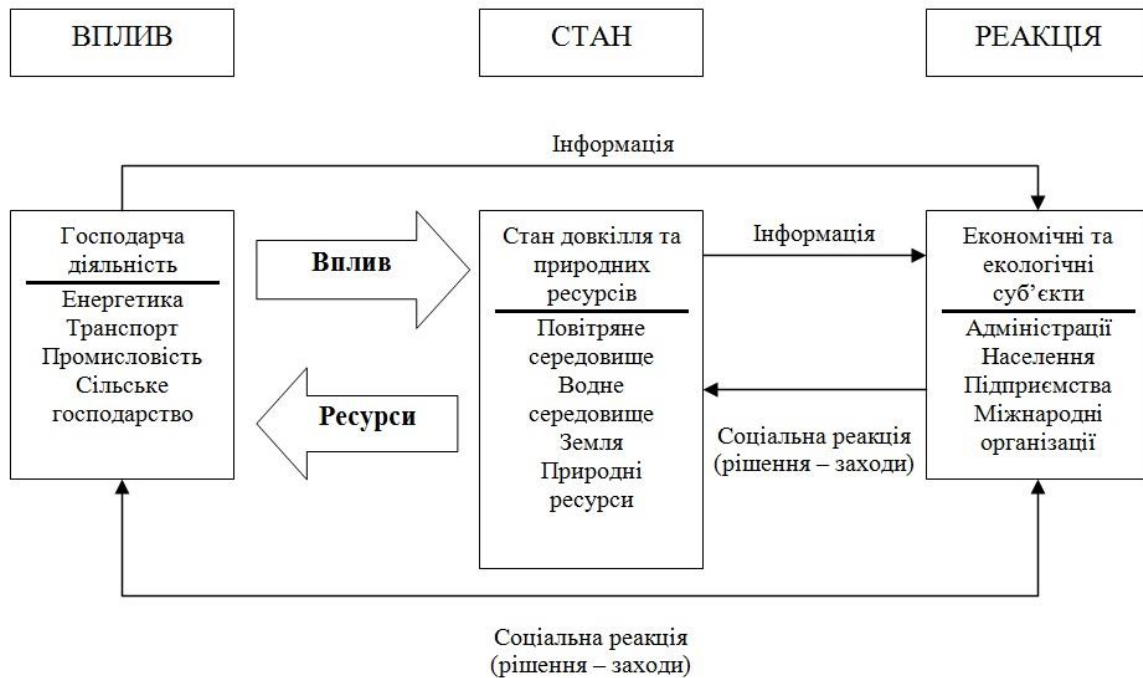 ВПЛИВ
СТАН
РЕАКЦІЯ
Інформація
Господарча
діяльність
Енергетика
Транспорт
Промисловість
Сільське
господарство
Вплив
Ресурси
Стан довкілля та
природних
ресурсів
Повітряне
середовище
Водне
середовище
Земля
Природні
ресурси
Інформація
Соціальна реакція
(рішення – заходи)
Економічні та
екологічні
суб’єкти
Адміністрації
Населення
Підприємства
Міжнародні
організації
Соціальна реакція
(рішення – заходи)